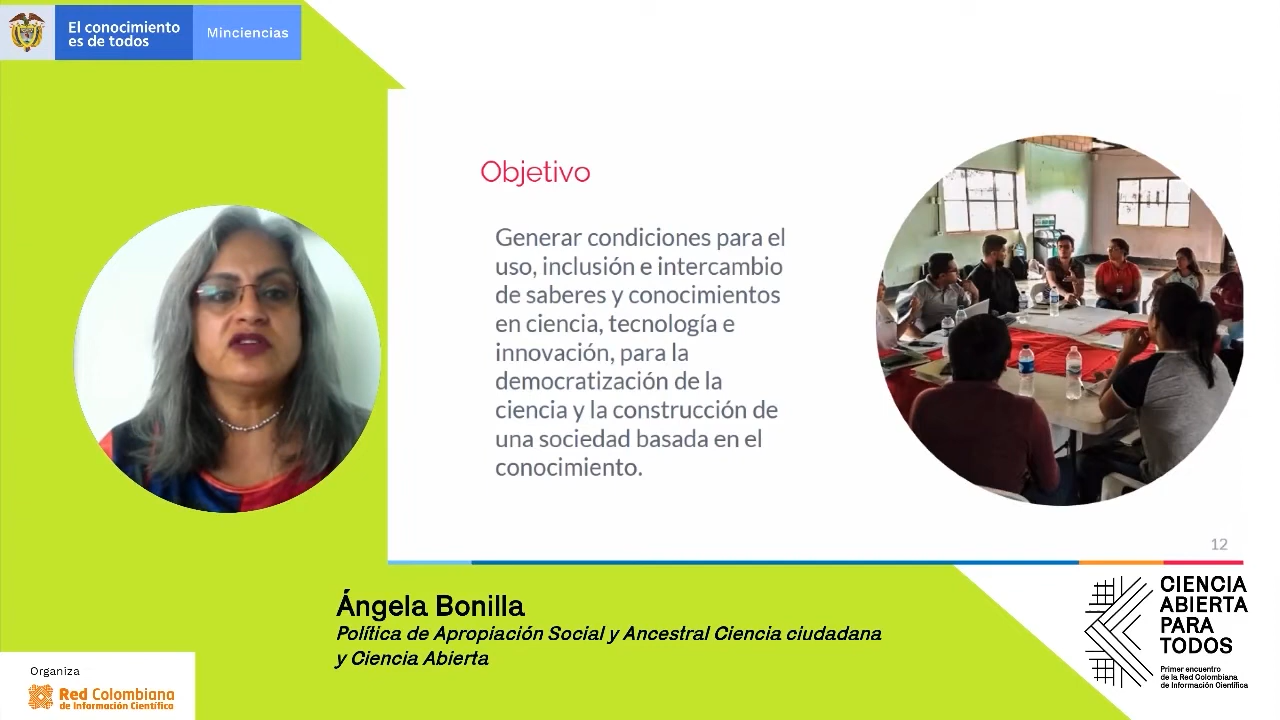 El conocimiento
es de todos
Minciencias
Objetivo
Generar condiciones para el
uso, inclusión e intercambio
de saberes y conocimientos
en ciencia, tecnología e
innovación, para la
democratización de la
ciencia y la construcción de
una sociedad basada en el
conocimiento.
12
Ángela Bonilla
Política de Apropiación Social y Ancestral Ciencia ciudadana
y Ciencia Abierta
CIENCIA
ABIERTA
PARA
TODOS
Primer encuentro
de la Red Colombiana
de Información Científica
Organiza
Red Colombiana
de Información Científica